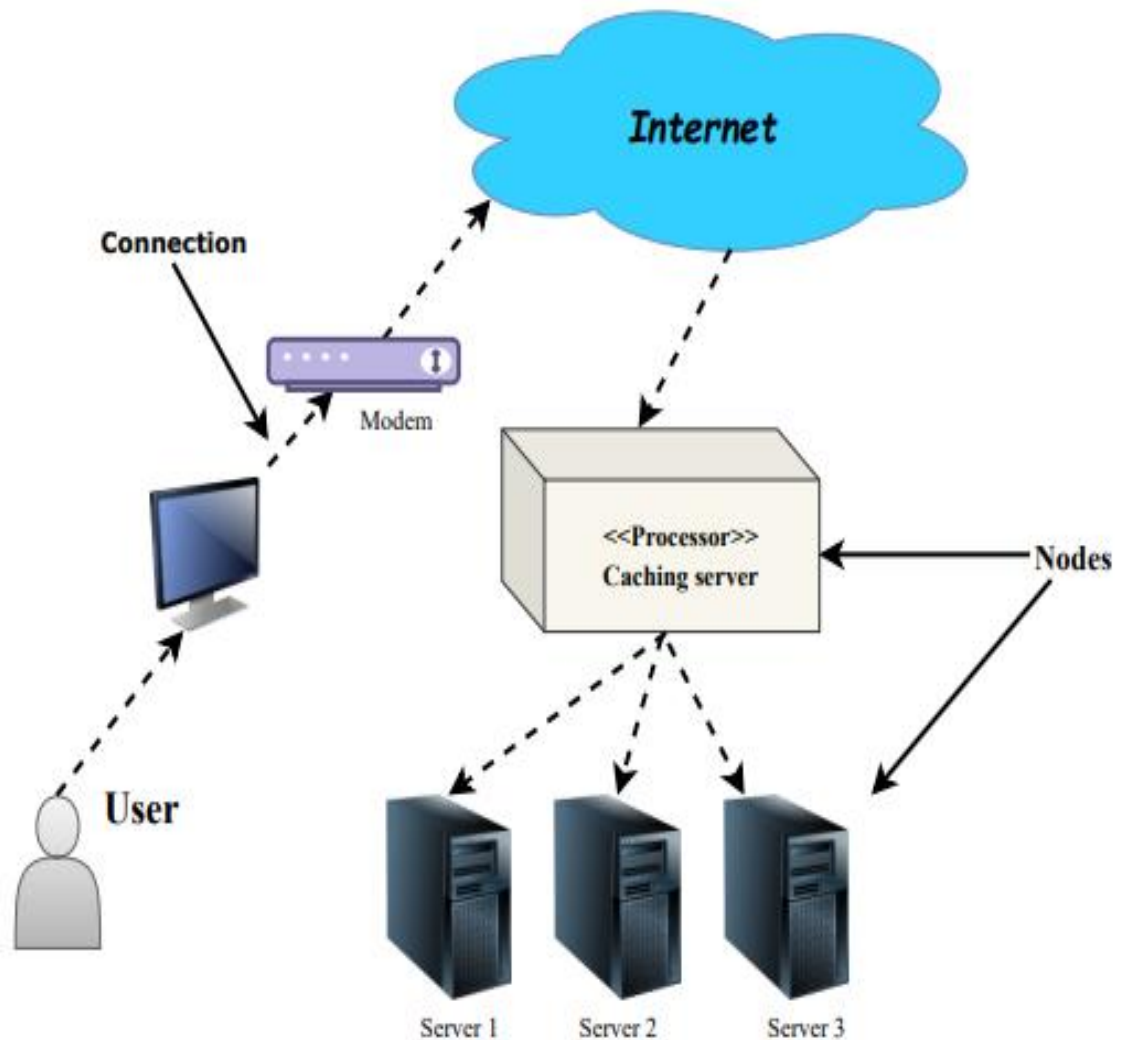 Internet
Connection
Modem
<<Processor>>
Caching server
Nodes
User
Server 1
Server 2
Server 3